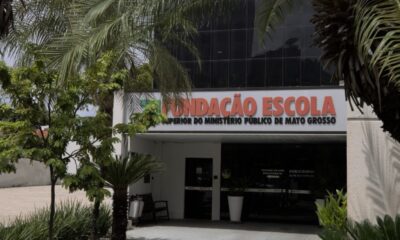 FUNDAÇÃO ESCOLA
SUPERIOR DO MINISTÉRIO PÚBLICO DE MATO GROSSO